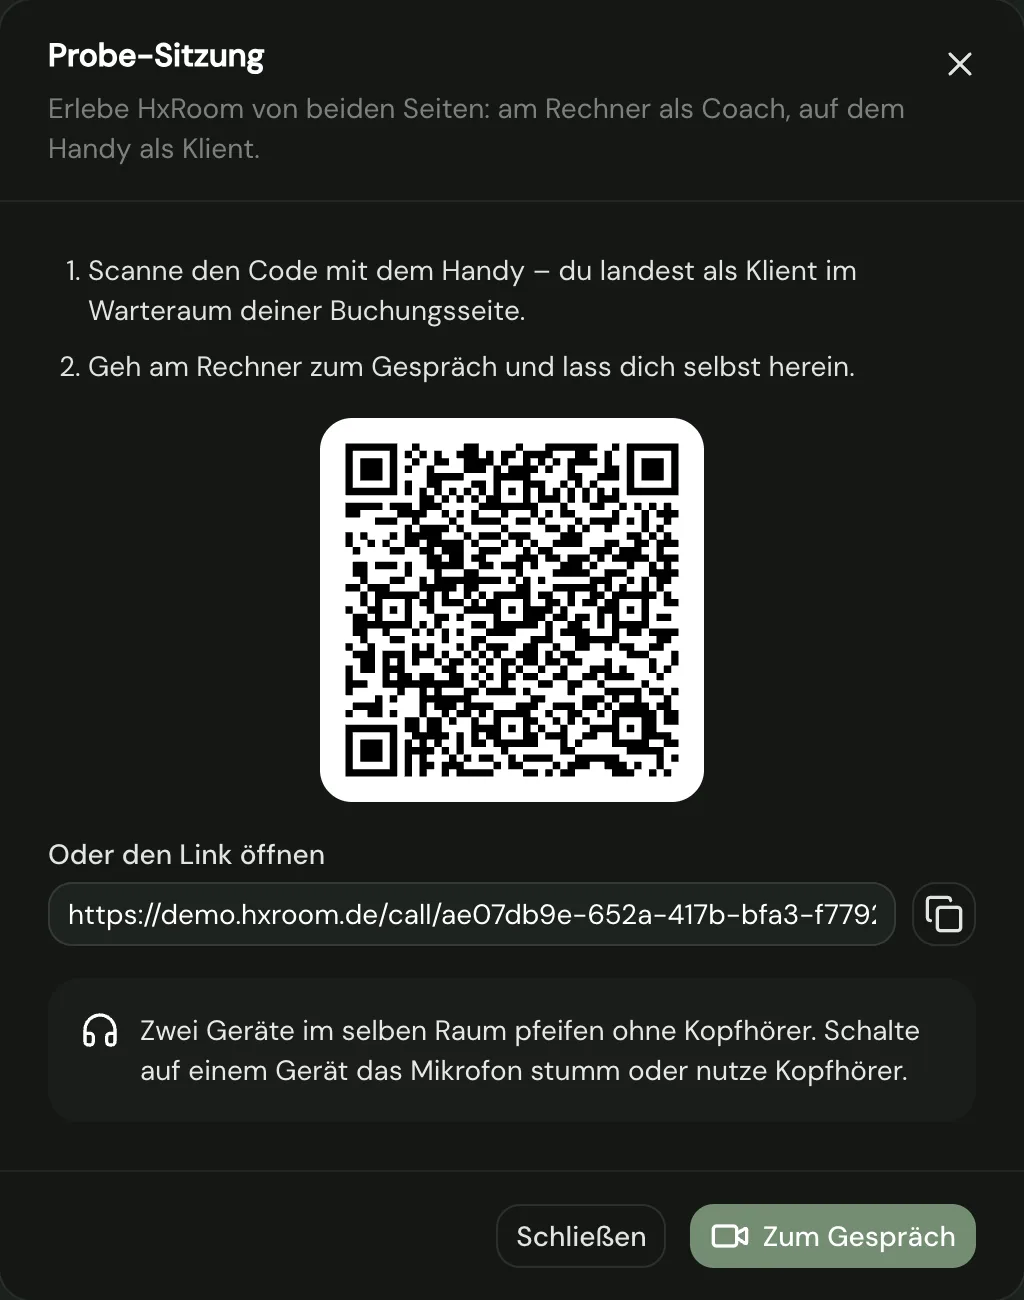 Probe-Sitzung
Erlebe HxRoom von beiden Seiten: am Rechner als Coach, auf dem
Handy als Klient.
1. Scanne den Code mit dem Handy – du landest als Klient im
Warteraum deiner Buchungsseite.
2. Geh am Rechner zum Gespräch und lass dich selbst herein.
Oder den Link öffnen
https://demo.hxroom.de/call/ae07db9e-652a-417b-bfa3-f779
Zwei Geräte im selben Raum pfeifen ohne Kopfhörer. Schalte
auf einem Gerät das Mikrofon stumm oder nutze Kopfhörer.
Schließen
Zum Gespräch